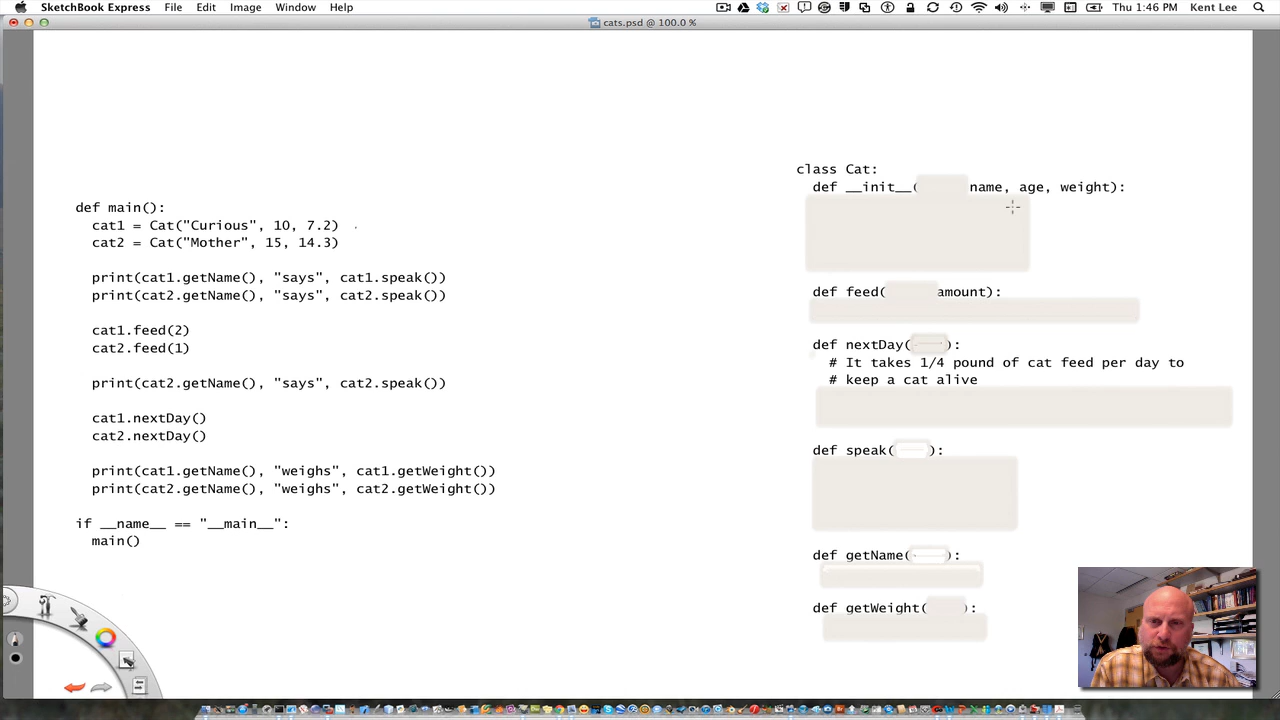 SketchBook Express File Edit Image Window Help Thu 1:46 PM Kent Lee
cats.psd @ 100.0 %
def main():
cat1 = Cat("Curious", 10, 7.2)
cat2 = Cat("Mother", 15, 14.3)
print(cat1.getName(), "says", cat1.speak())
print(cat2.getName(), "says", cat2.speak())
cat1.feed(2)
cat2.feed(1)
print(cat2.getName(), "says", cat2.speak())
cat1.nextDay()
cat2.nextDay()
print(cat1.getName(), "weighs", cat1.getWeight())
print(cat2.getName(), "weighs", cat2.getWeight())
if __name__ == "__main__":
main()
class Cat:
def __init__( name, age, weight):
def feed( amount):
def nextDay( ):
# It takes 1/4 pound of cat feed per day to
# keep a cat alive
def speak( ):
def getName( ):
def getWeight( ):